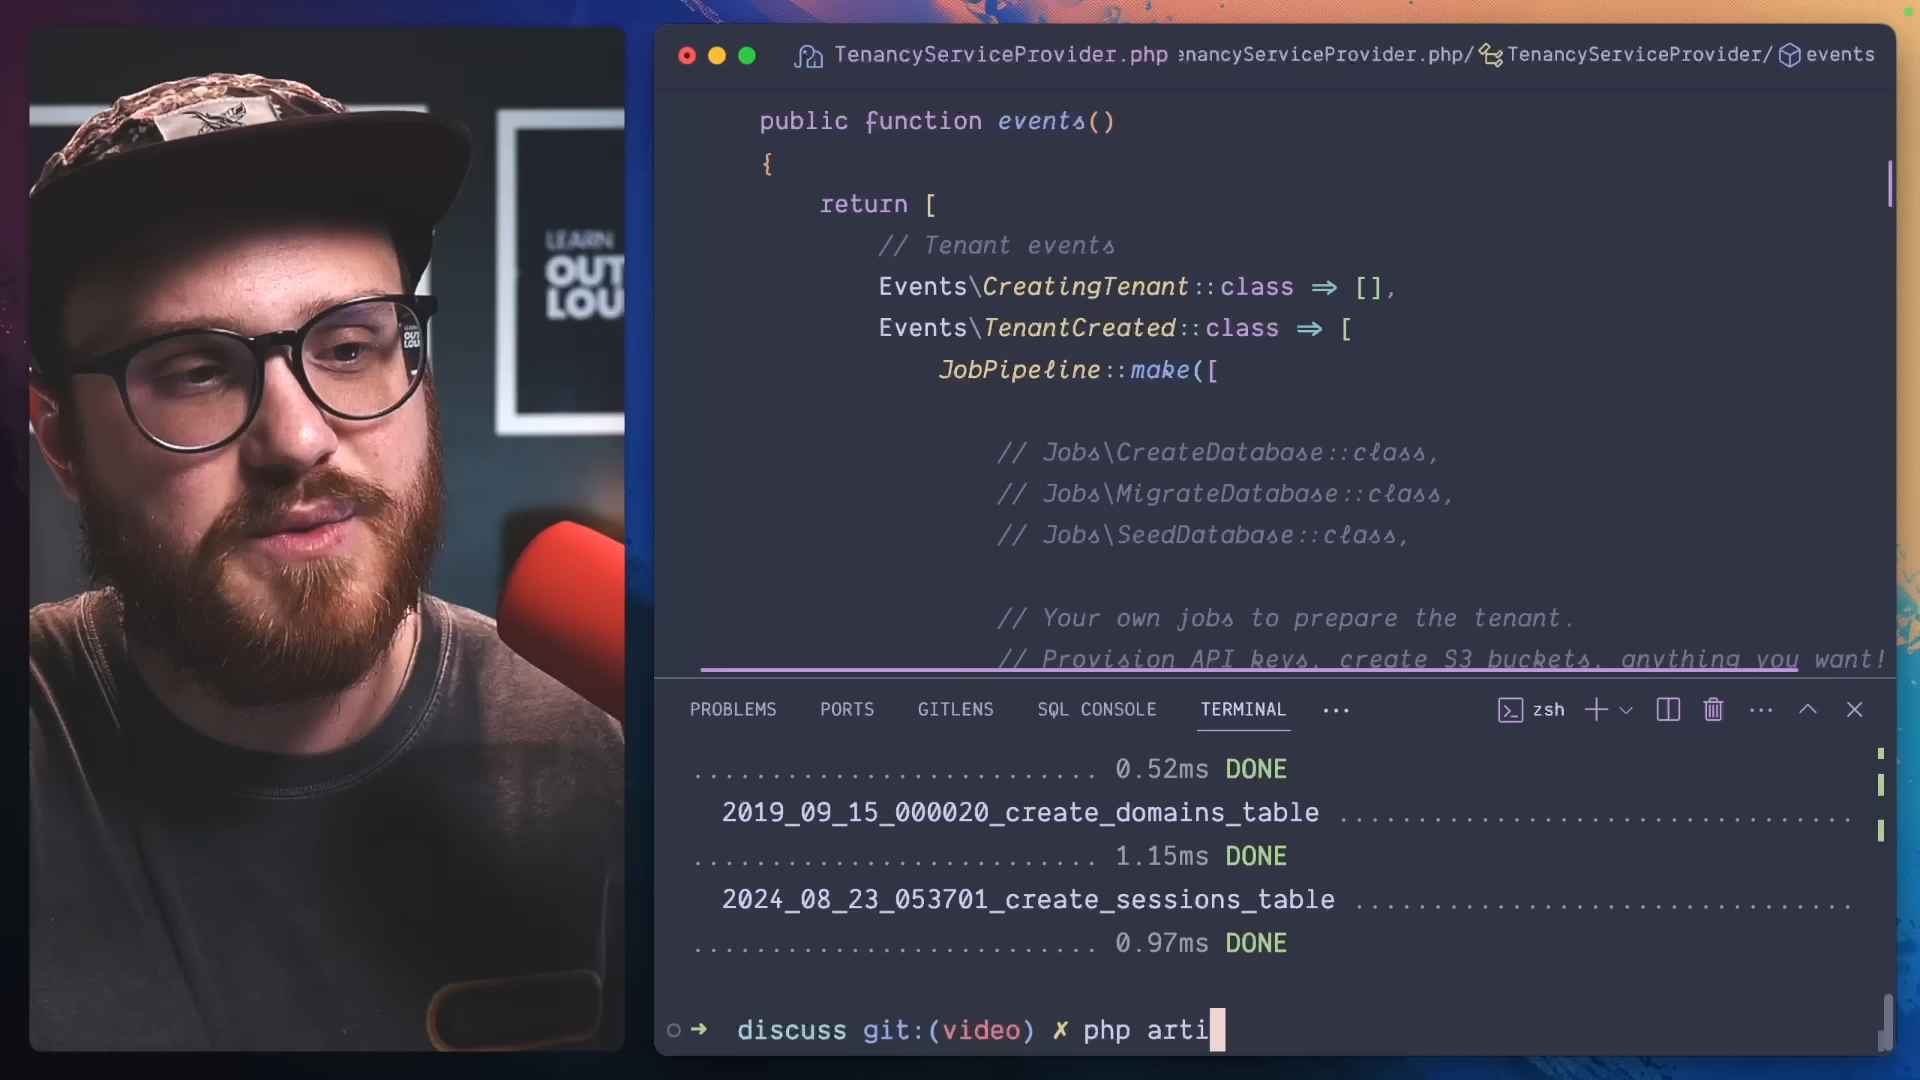 LEARN
OUT
LOU
TenancyServiceProvider.php enancyServiceProvider.php/ TenancyServiceProvider/ events
public function events()
{
return [
// Tenant events
Events\CreatingTenant::class => [],
Events\TenantCreated::class => [
JobPipeline::make([
// Jobs\CreateDatabase::class,
// Jobs\MigrateDatabase::class,
// Jobs\SeedDatabase::class,
// Your own jobs to prepare the tenant.
// Provision API keys, create S3 buckets, anything you want!
PROBLEMS PORTS GITLENS SQL CONSOLE TERMINAL ... zsh
.......................... 0.52ms DONE
2019_09_15_000020_create_domains_table .................................
.......................... 1.15ms DONE
2024_08_23_053701_create_sessions_table ................................
.......................... 0.97ms DONE
➜ discuss git:(video) ✗ php arti